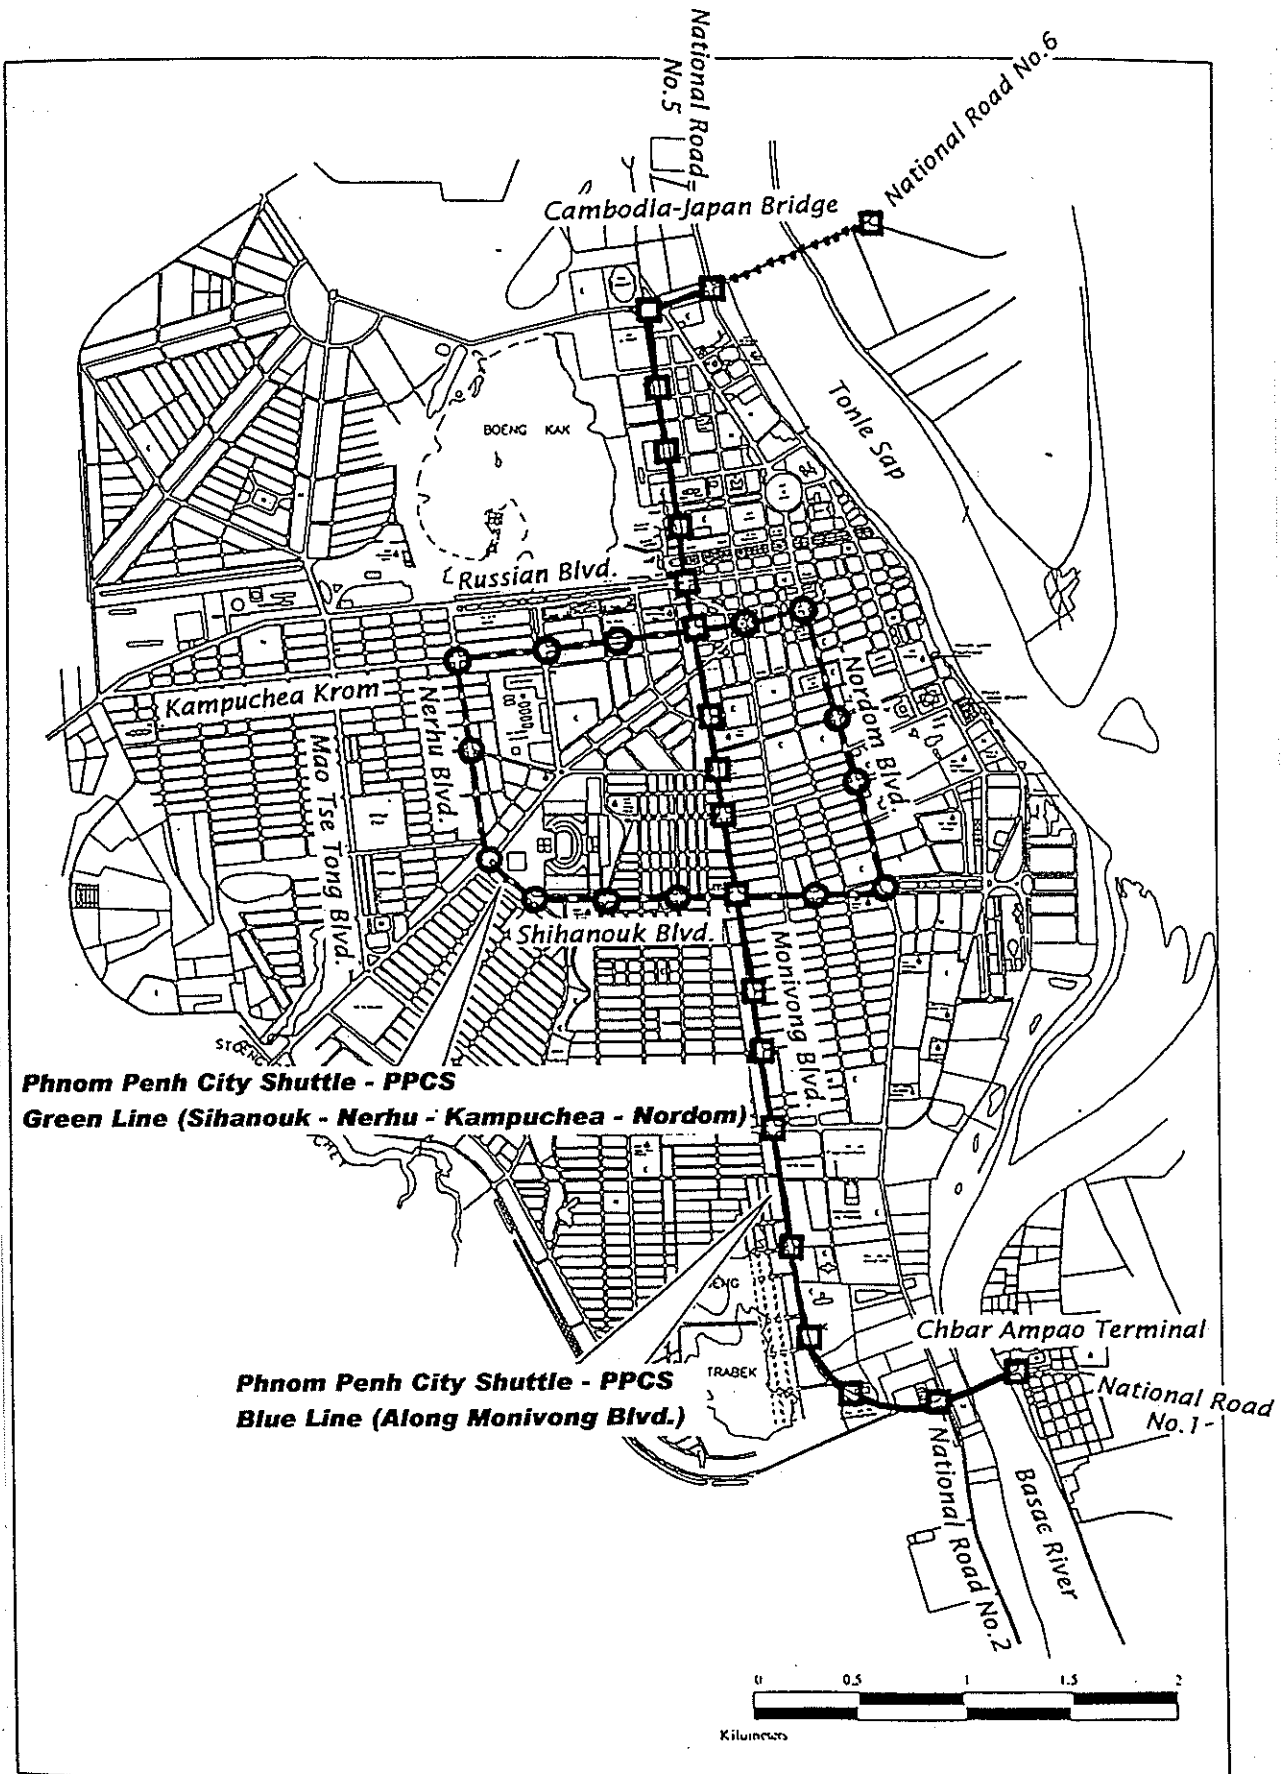 National Road
No.5
National Road No.6
Cambodia-Japan Bridge
Tonle Sap
BOENG KAK
Russian Blvd.
Kampuchea Krom
Nerhu Blvd.
Mao Tse Tong Blvd.
Nordom Blvd.
Shihanouk Blvd.
Monivong Blvd.
STOENG
Phnom Penh City Shuttle - PPCS
Green Line (Sihanouk - Nerhu - Kampuchea - Nordom)
Chbar Ampao Terminal
TRABEK
Phnom Penh City Shuttle - PPCS
Blue Line (Along Monivong Blvd.)
National Road
No.1
National Road No.2
Basac River
0 0.5 1 1.5 2
Kilometers